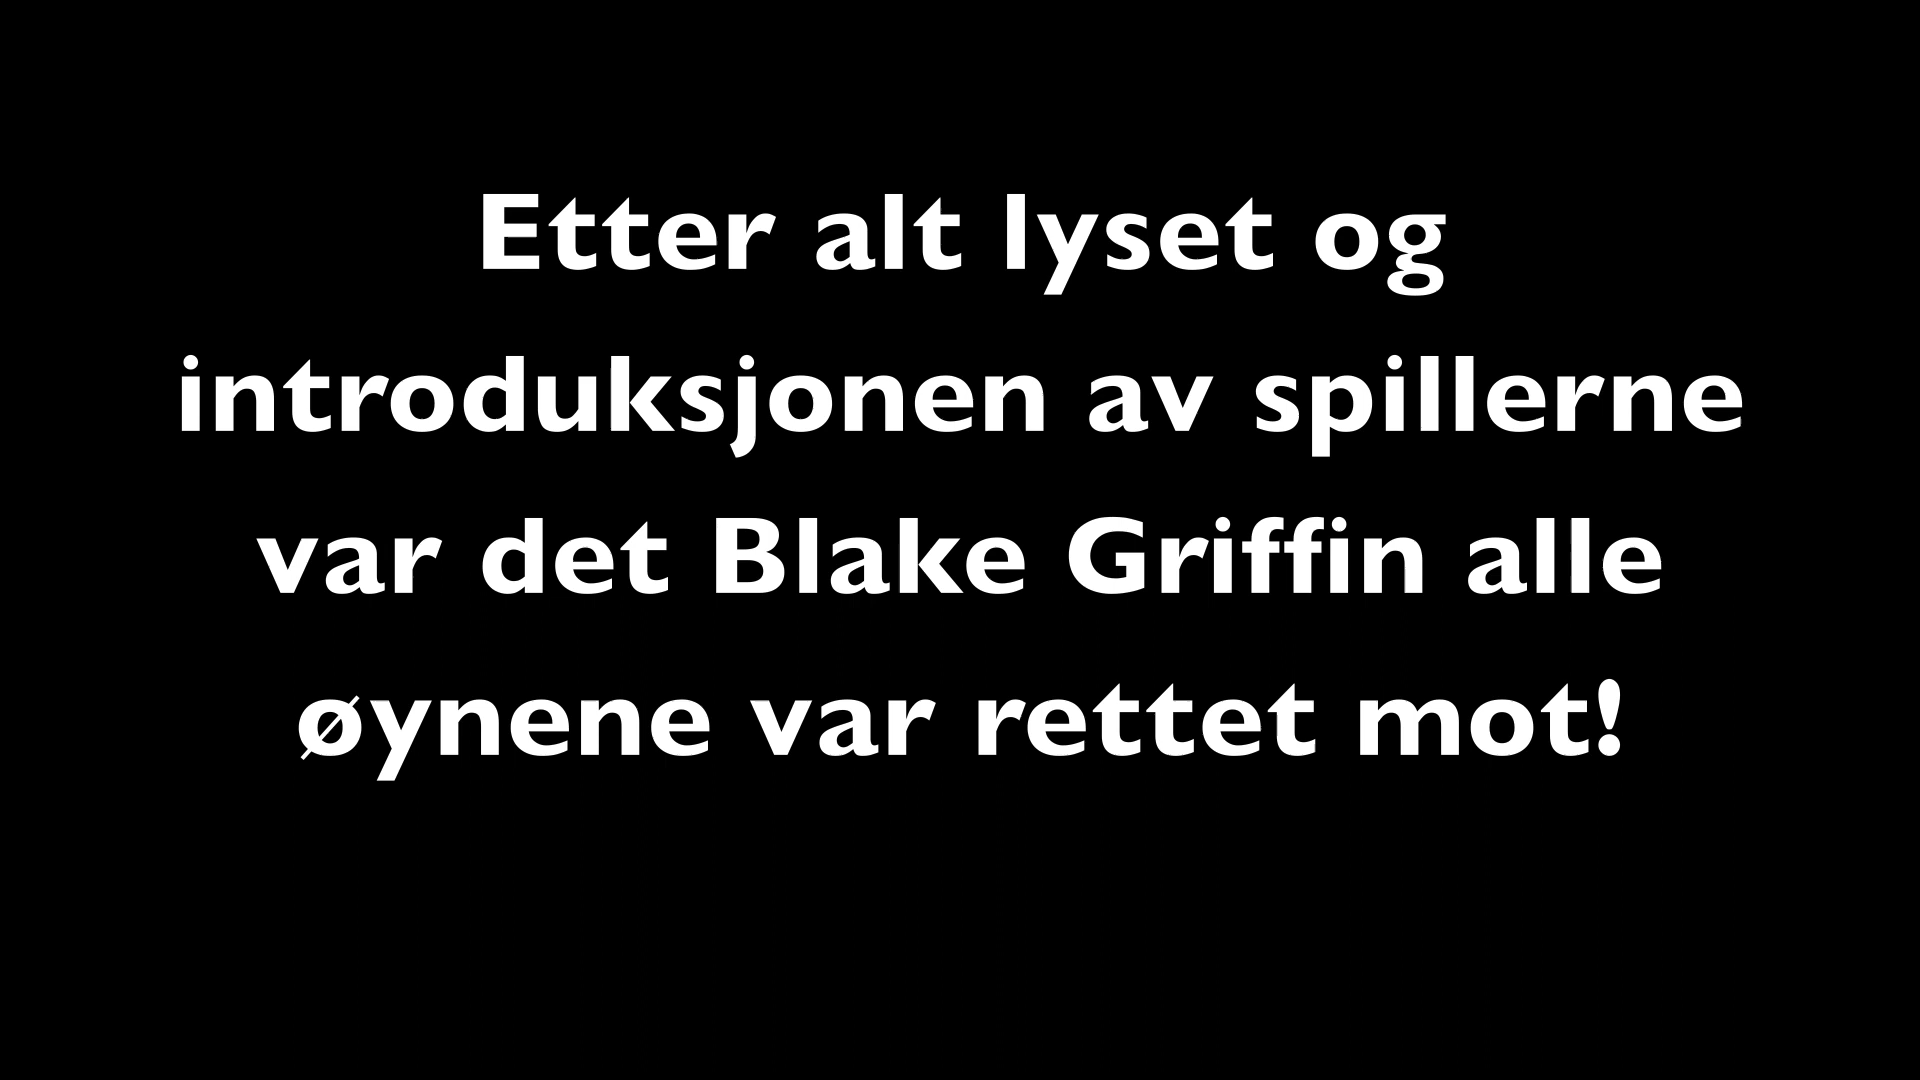 Etter alt lyset og
introduksjonen av spillerne
var det Blake Griffin alle
øynene var rettet mot!